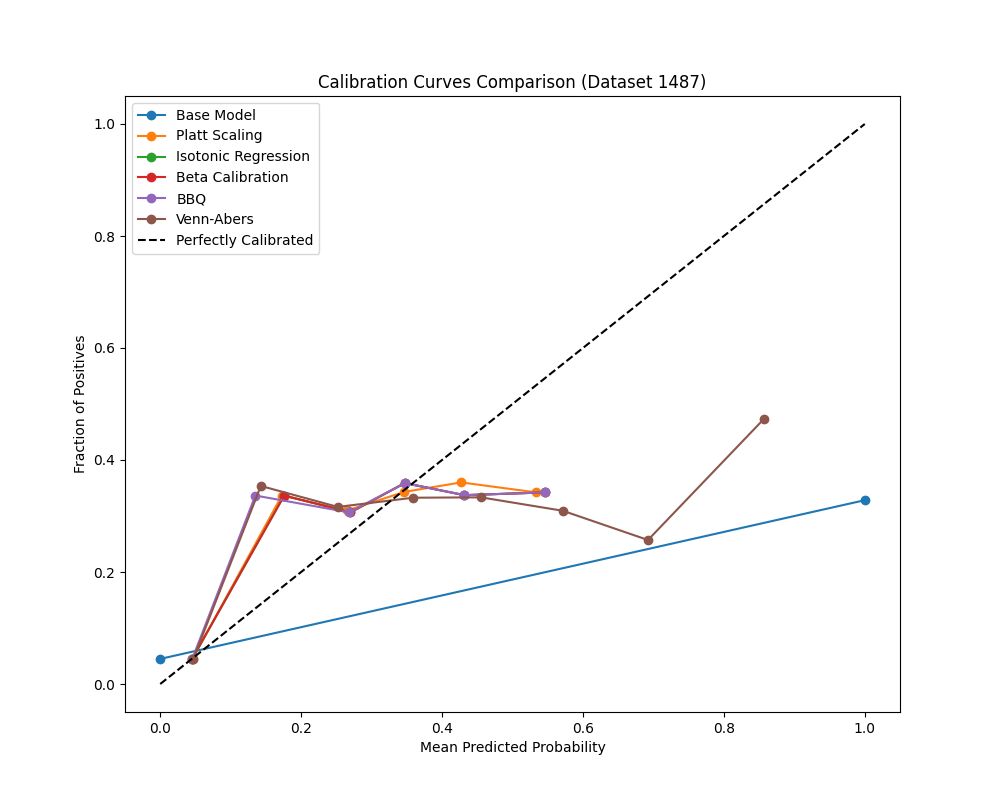 Calibration Curves Comparison (Dataset 1487)
Base Model
Platt Scaling
Isotonic Regression
Beta Calibration
BBQ
Venn-Abers
Perfectly Calibrated
1.0
0.8
0.6
0.4
0.2
0.0
Fraction of Positives
0.0 0.2 0.4 0.6 0.8 1.0
Mean Predicted Probability